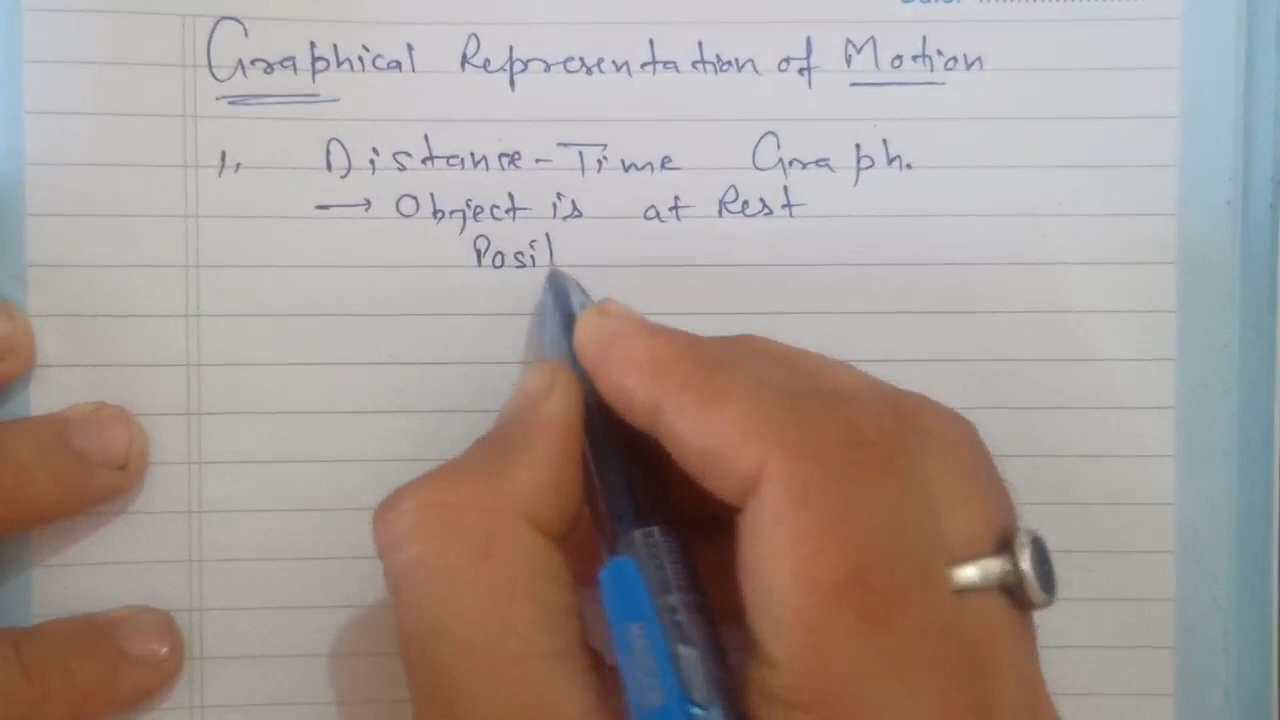 Graphical Representation of Motion
1. Distance-Time Graph.
→ Object is at Rest
Posi